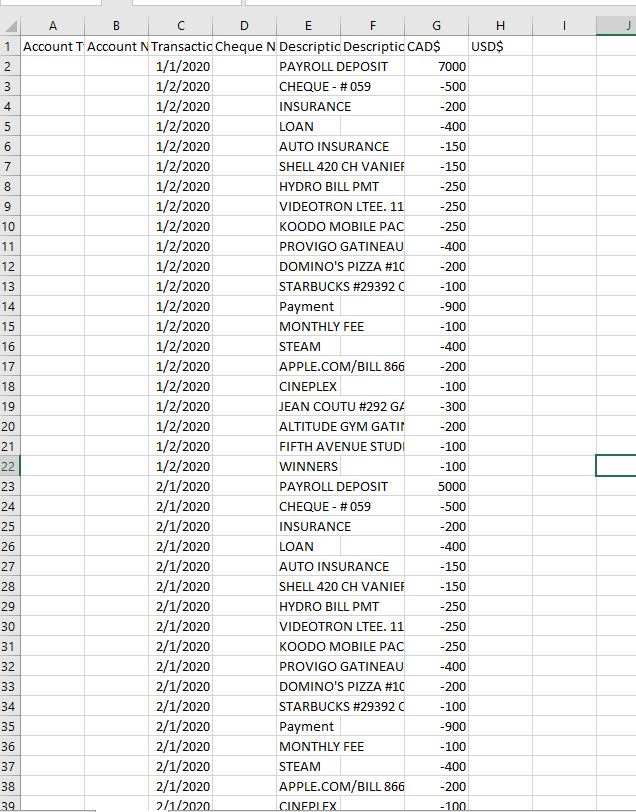 A B C D E F G H I J
1 Account T Account N Transactio Cheque N Descriptio Descriptio CAD$ USD$
2 1/1/2020 PAYROLL DEPOSIT 7000
3 1/2/2020 CHEQUE - # 059 -500
4 1/2/2020 INSURANCE -200
5 1/2/2020 LOAN -400
6 1/2/2020 AUTO INSURANCE -150
7 1/2/2020 SHELL 420 CH VANIER -150
8 1/2/2020 HYDRO BILL PMT -250
9 1/2/2020 VIDEOTRON LTEE. 11 -250
10 1/2/2020 KOODO MOBILE PAC -250
11 1/2/2020 PROVIGO GATINEAU -400
12 1/2/2020 DOMINO'S PIZZA #10 -200
13 1/2/2020 STARBUCKS #29392 C -100
14 1/2/2020 Payment -900
15 1/2/2020 MONTHLY FEE -100
16 1/2/2020 STEAM -400
17 1/2/2020 APPLE.COM/BILL 866 -200
18 1/2/2020 CINEPLEX -100
19 1/2/2020 JEAN COUTU #292 GA -300
20 1/2/2020 ALTITUDE GYM GATIN -200
21 1/2/2020 FIFTH AVENUE STUDI -100
22 1/2/2020 WINNERS -100
23 2/1/2020 PAYROLL DEPOSIT 5000
24 2/1/2020 CHEQUE - # 059 -500
25 2/1/2020 INSURANCE -200
26 2/1/2020 LOAN -400
27 2/1/2020 AUTO INSURANCE -150
28 2/1/2020 SHELL 420 CH VANIER -150
29 2/1/2020 HYDRO BILL PMT -250
30 2/1/2020 VIDEOTRON LTEE. 11 -250
31 2/1/2020 KOODO MOBILE PAC -250
32 2/1/2020 PROVIGO GATINEAU -400
33 2/1/2020 DOMINO'S PIZZA #10 -200
34 2/1/2020 STARBUCKS #29392 C -100
35 2/1/2020 Payment -900
36 2/1/2020 MONTHLY FEE -100
37 2/1/2020 STEAM -400
38 2/1/2020 APPLE.COM/BILL 866 -200
39 2/1/2020 CINEPLEX -100